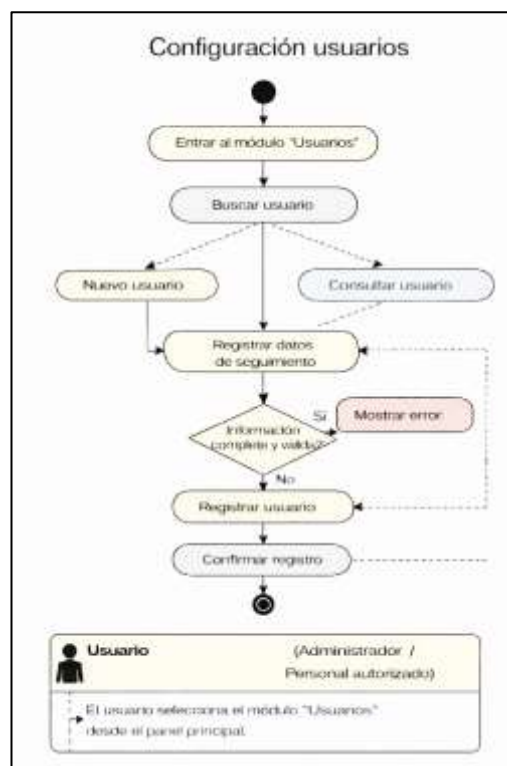 Configuración usuarios
Entrar al módulo "Usuarios"
Buscar usuario
Nuevo usuario
Consultar usuario
Registrar datos
de seguimiento
Sí
Mostrar error
Información
complete y valida?
No
Registrar usuario
Confirmar registro
Usuario
(Administrador /
Personal autorizado)
El usuario selecciona el módulo "Usuarios"
desde el panel principal.